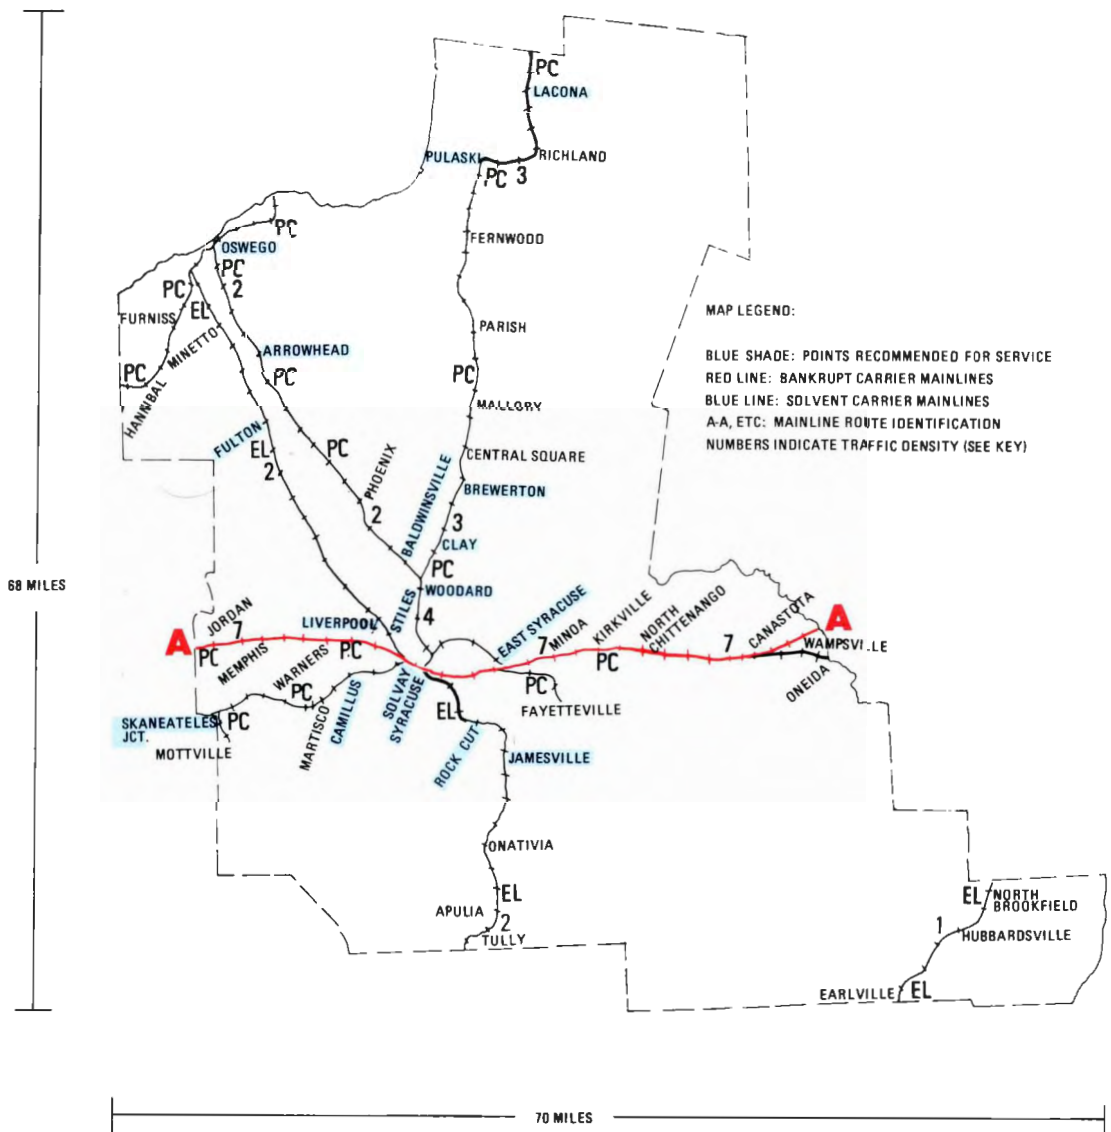 PC
LACONA
PULASKI
RICHLAND
PC 3
FERNWOOD
PC
OSWEGO
PC
2
PC
EL
FURNISS
MINETTO
PARISH
ARROWHEAD
PC
PC
HANNIBAL
PC
MALLORY
FULTON
EL
2
PC
PHOENIX
2
BALDWINSVILLE
CENTRAL SQUARE
BREWERTON
3
CLAY
PC
WOODARD
STILES
4
MAP LEGEND:
BLUE SHADE: POINTS RECOMMENDED FOR SERVICE
RED LINE: BANKRUPT CARRIER MAINLINES
BLUE LINE: SOLVENT CARRIER MAINLINES
A-A, ETC: MAINLINE ROUTE IDENTIFICATION
NUMBERS INDICATE TRAFFIC DENSITY (SEE KEY)
68 MILES
A
JORDAN
7
PC
MEMPHIS
WARNERS
LIVERPOOL
PC
EAST SYRACUSE
7
MINOA
KIRKVILLE
PC
NORTH
CHITTENANGO
7
CANASTOTA
A
WAMPSVILLE
ONEIDA
SKANEATELES
JCT.
PC
MOTTVILLE
PC
MARTISCO
CAMILLUS
SOLVAY
SYRACUSE
EL
ROCK CUT
PC
FAYETTEVILLE
JAMESVILLE
ONATIVIA
EL
APULIA
2
TULLY
EL
NORTH
BROOKFIELD
1
HUBBARDSVILLE
EARLVILLE
EL
70 MILES